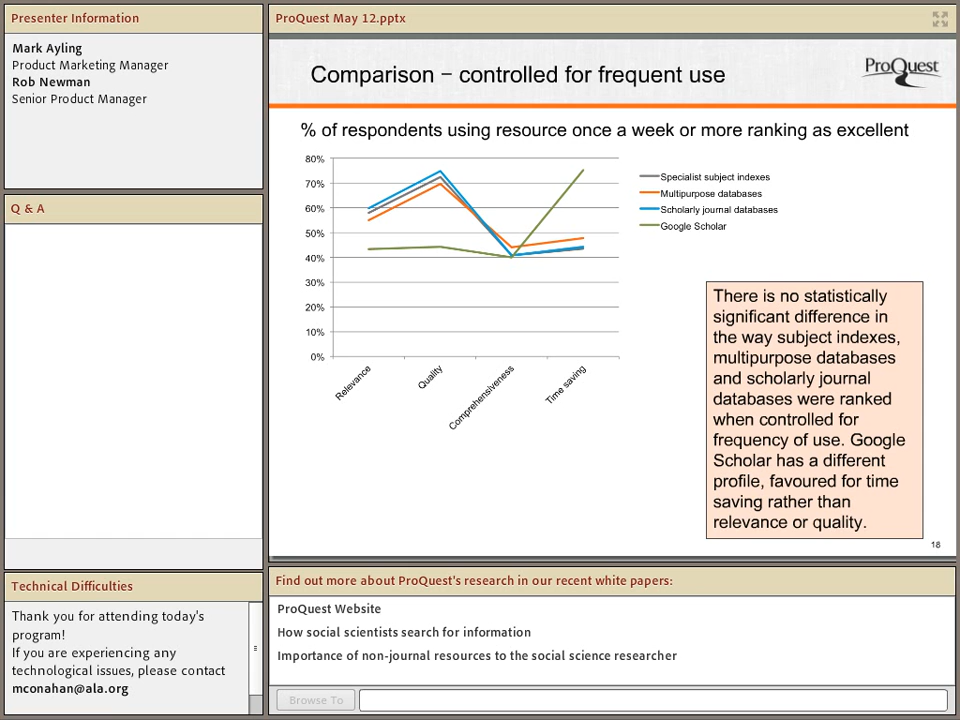 Presenter Information
Mark Ayling
Product Marketing Manager
Rob Newman
Senior Product Manager
Q & A
Technical Difficulties
Thank you for attending today's
program!
If you are experiencing any
technological issues, please contact
mconahan@ala.org
ProQuest May 12.pptx
Comparison – controlled for frequent use
ProQuest
% of respondents using resource once a week or more ranking as excellent
80%
70%
60%
50%
40%
30%
20%
10%
0%
Relevance
Quality
Comprehensiveness
Time saving
Specialist subject indexes
Multipurpose databases
Scholarly journal databases
Google Scholar
There is no statistically
significant difference in
the way subject indexes,
multipurpose databases
and scholarly journal
databases were ranked
when controlled for
frequency of use. Google
Scholar has a different
profile, favoured for time
saving rather than
relevance or quality.
18
Find out more about ProQuest's research in our recent white papers:
ProQuest Website
How social scientists search for information
Importance of non-journal resources to the social science researcher
Browse To